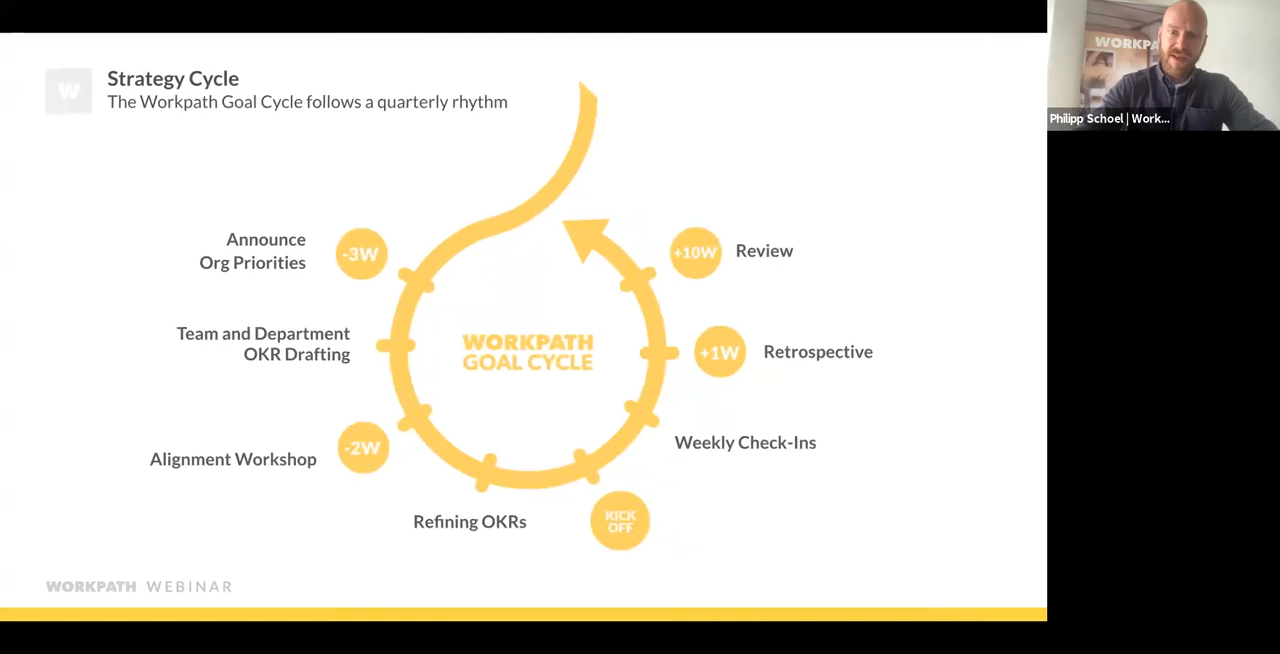 W
Strategy Cycle
The Workpath Goal Cycle follows a quarterly rhythm
Announce
Org Priorities
-3W
+10W
Review
Team and Department
OKR Drafting
WORKPATH
GOAL CYCLE
+1W
Retrospective
Alignment Workshop
-2W
Weekly Check-Ins
Refining OKRs
KICK
OFF
WORKPATH WEBINAR
WORKPA
Philipp Schoel | Work...